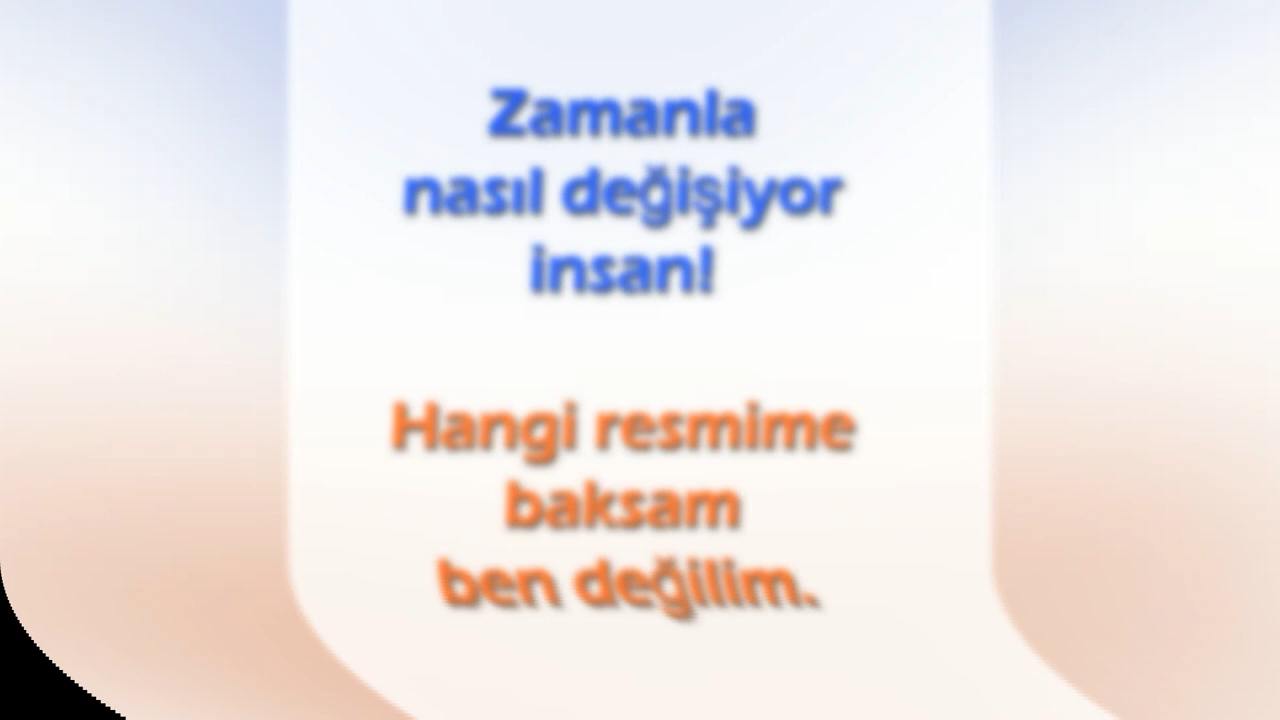 Zamanla
nasıl değişiyor
insan!
Hangi resmime
baksam
ben değilim.